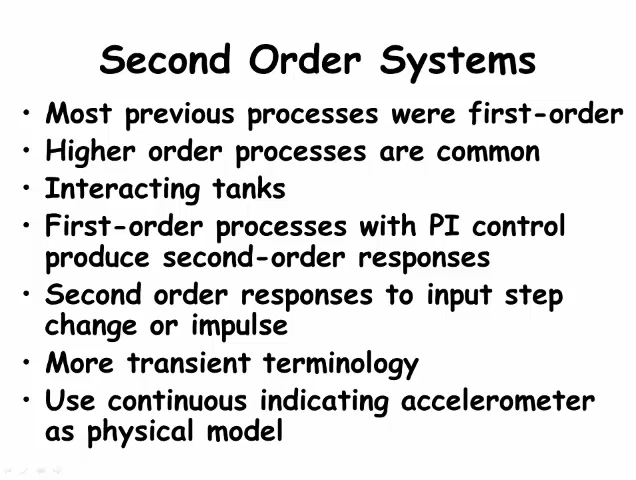 Second Order Systems
• Most previous processes were first-order
• Higher order processes are common
• Interacting tanks
• First-order processes with PI control
produce second-order responses
• Second order responses to input step
change or impulse
• More transient terminology
• Use continuous indicating accelerometer
as physical model